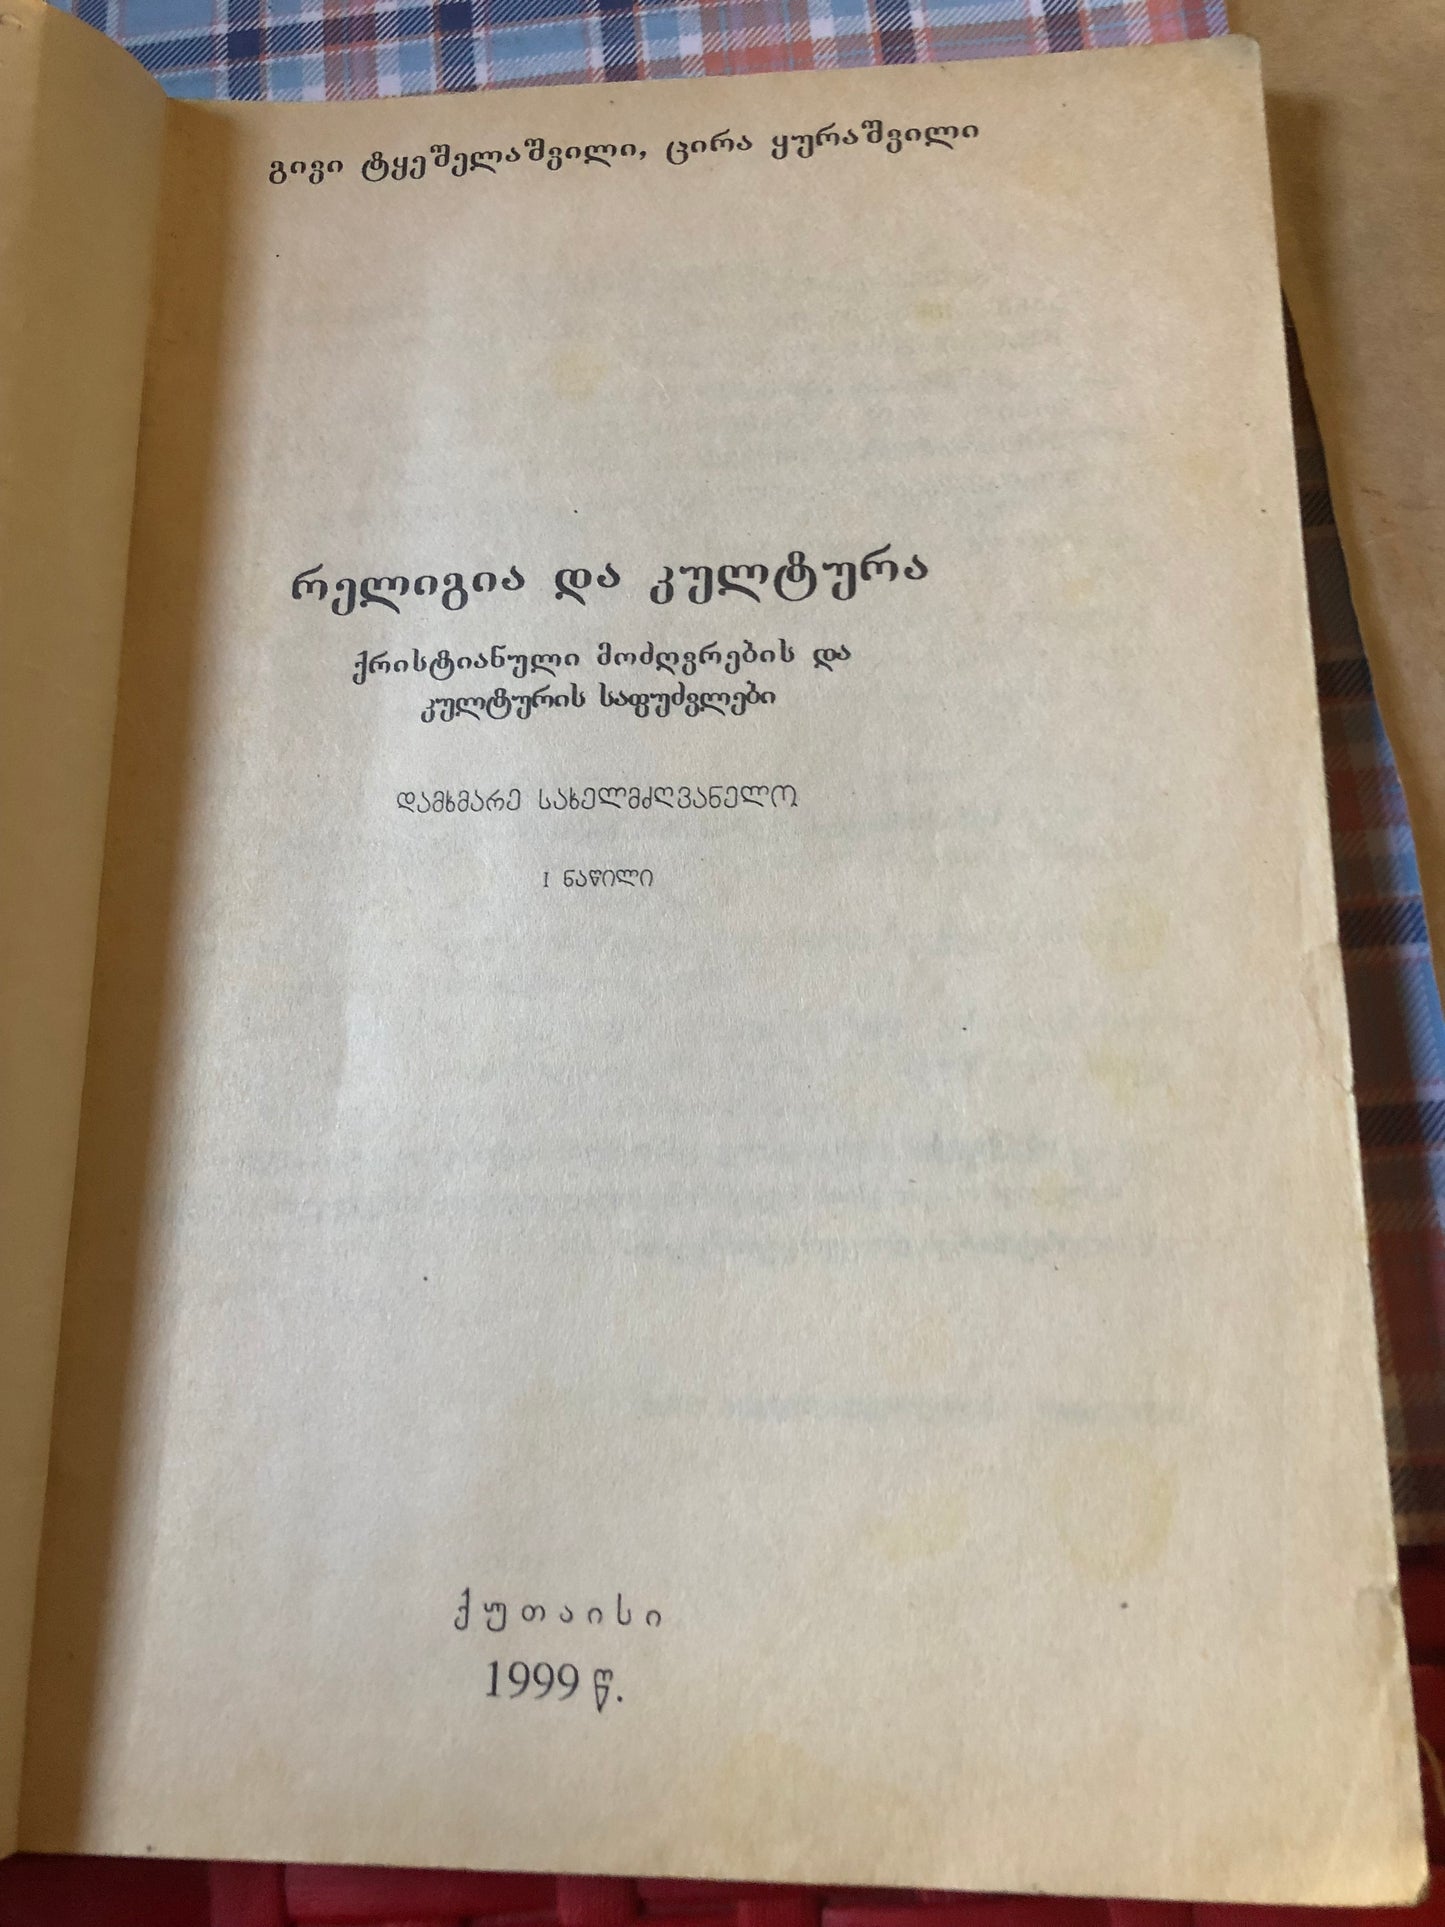 გივი ტყეშელაშვილი, ცირა ყურაშვილი
რელიგია და კულტურა
ქრისტიანული მოძღვრების და
კულტურის საფუძვლები
დამხმარე სახელმძღვანელო
I ნაწილი
ქუთაისი
1999 წ.